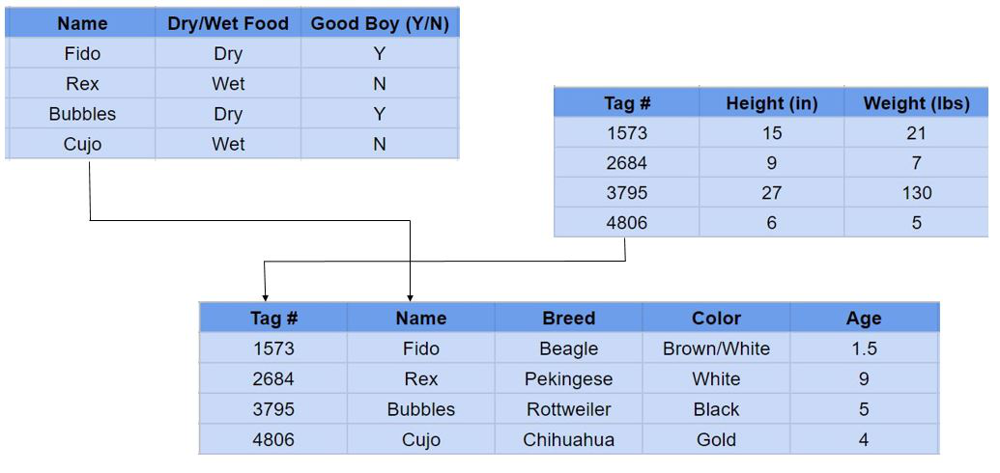 Name Dry/Wet Food Good Boy (Y/N)
Fido Dry Y
Rex Wet N
Bubbles Dry Y
Cujo Wet N
Tag # Height (in) Weight (lbs)
1573 15 21
2684 9 7
3795 27 130
4806 6 5
Tag # Name Breed Color Age
1573 Fido Beagle Brown/White 1.5
2684 Rex Pekingese White 9
3795 Bubbles Rottweiler Black 5
4806 Cujo Chihuahua Gold 4